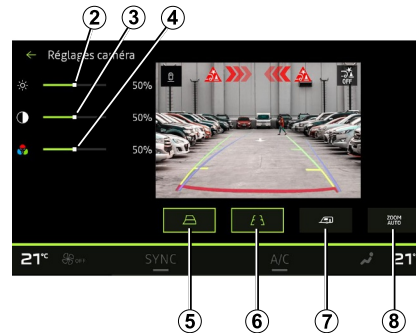 2 3 4
← Réglages caméra
OFF
50%
50%
50%
ZOOM
AUTO
21°C OFF SYNC A/C 21°
5 6 7 8